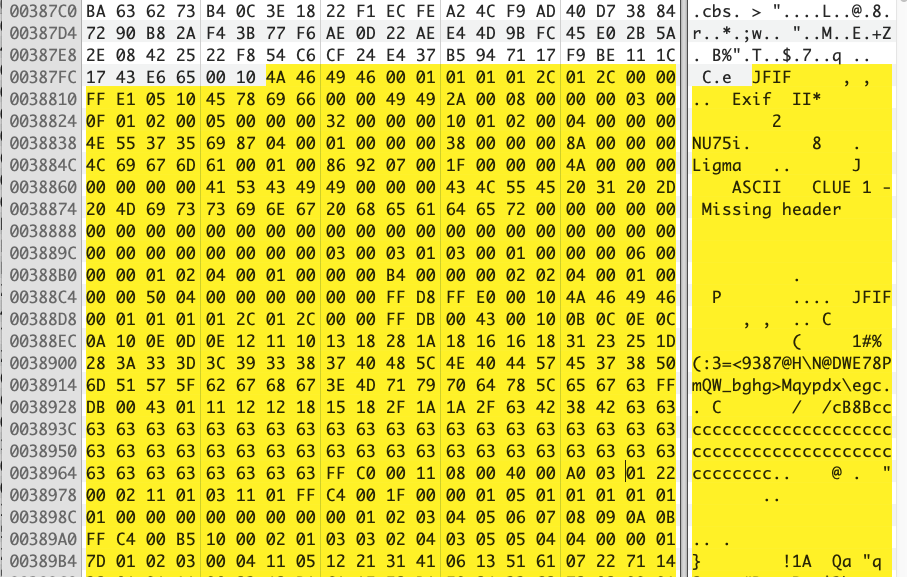 00387C0 BA 63 62 73 B4 0C 3E 18 22 F1 EC FE A2 4C F9 AD 40 D7 38 84 .cbs. > "....L..@.8.
00387D4 72 90 B8 2A F4 3B 77 F6 AE 0D 22 AE E4 4D 9B FC 45 E0 2B 5A r..*.;w.. "..M..E.+Z
00387E8 2E 08 42 25 22 F8 54 C6 CF 24 E4 37 B5 94 71 17 F9 BE 11 1C . B%".T..$.7..q ..
00387FC 17 43 E6 65 00 10 4A 46 49 46 00 01 01 01 01 2C 01 2C 00 00 C.e JFIF , ,
0038810 FF E1 05 10 45 78 69 66 00 00 49 49 2A 00 08 00 00 00 03 00 .. Exif II*
0038824 0F 01 02 00 05 00 00 00 32 00 00 00 10 01 02 00 04 00 00 00 2
0038838 4E 55 37 35 69 87 04 00 01 00 00 00 38 00 00 00 8A 00 00 00 NU75i. 8 .
003884C 4C 69 67 6D 61 00 01 00 86 92 07 00 1F 00 00 00 4A 00 00 00 Ligma .. J
0038860 00 00 00 00 41 53 43 49 49 00 00 00 43 4C 55 45 20 31 20 2D ASCII CLUE 1 -
0038874 20 4D 69 73 73 69 6E 67 20 68 65 61 64 65 72 00 00 00 00 00 Missing header
0038888 00 00 00 00 00 00 00 00 00 00 00 00 00 00 00 00 00 00 00 00
003889C 00 00 00 00 00 00 00 00 03 00 03 01 03 00 01 00 00 00 06 00
00388B0 00 00 01 02 04 00 01 00 00 00 B4 00 00 00 02 02 04 00 01 00 .
00388C4 00 00 50 04 00 00 00 00 00 00 FF D8 FF E0 00 10 4A 46 49 46 P .... JFIF
00388D8 00 01 01 01 01 2C 01 2C 00 00 FF DB 00 43 00 10 0B 0C 0E 0C , , .. C
00388EC 0A 10 0E 0D 0E 12 11 10 13 18 28 1A 18 16 16 18 31 23 25 1D ( 1#%
0038900 28 3A 33 3D 3C 39 33 38 37 40 48 5C 4E 40 44 57 45 37 38 50 (:3=<9387@H\N@DWE78P
0038914 6D 51 57 5F 62 67 68 67 3E 4D 71 79 70 64 78 5C 65 67 63 FF mQW_bghg>Mqypdx\egc.
0038928 DB 00 43 01 11 12 12 18 15 18 2F 1A 1A 2F 63 42 38 42 63 63 . C / /cB8Bcc
003893C 63 63 63 63 63 63 63 63 63 63 63 63 63 63 63 63 63 63 63 63 cccccccccccccccccccc
0038950 63 63 63 63 63 63 63 63 63 63 63 63 63 63 63 63 63 63 63 63 cccccccccccccccccccc
0038964 63 63 63 63 63 63 63 63 FF C0 00 11 08 00 40 00 A0 03 01 22 cccccccc.. @ . "
0038978 00 02 11 01 03 11 01 FF C4 00 1F 00 00 01 05 01 01 01 01 01 ..
003898C 01 00 00 00 00 00 00 00 00 01 02 03 04 05 06 07 08 09 0A 0B
00389A0 FF C4 00 B5 10 00 02 01 03 03 02 04 03 05 05 04 04 00 00 01 .. .
00389B4 7D 01 02 03 00 04 11 05 12 21 31 41 06 13 51 61 07 22 71 14 } !1A Qa "q